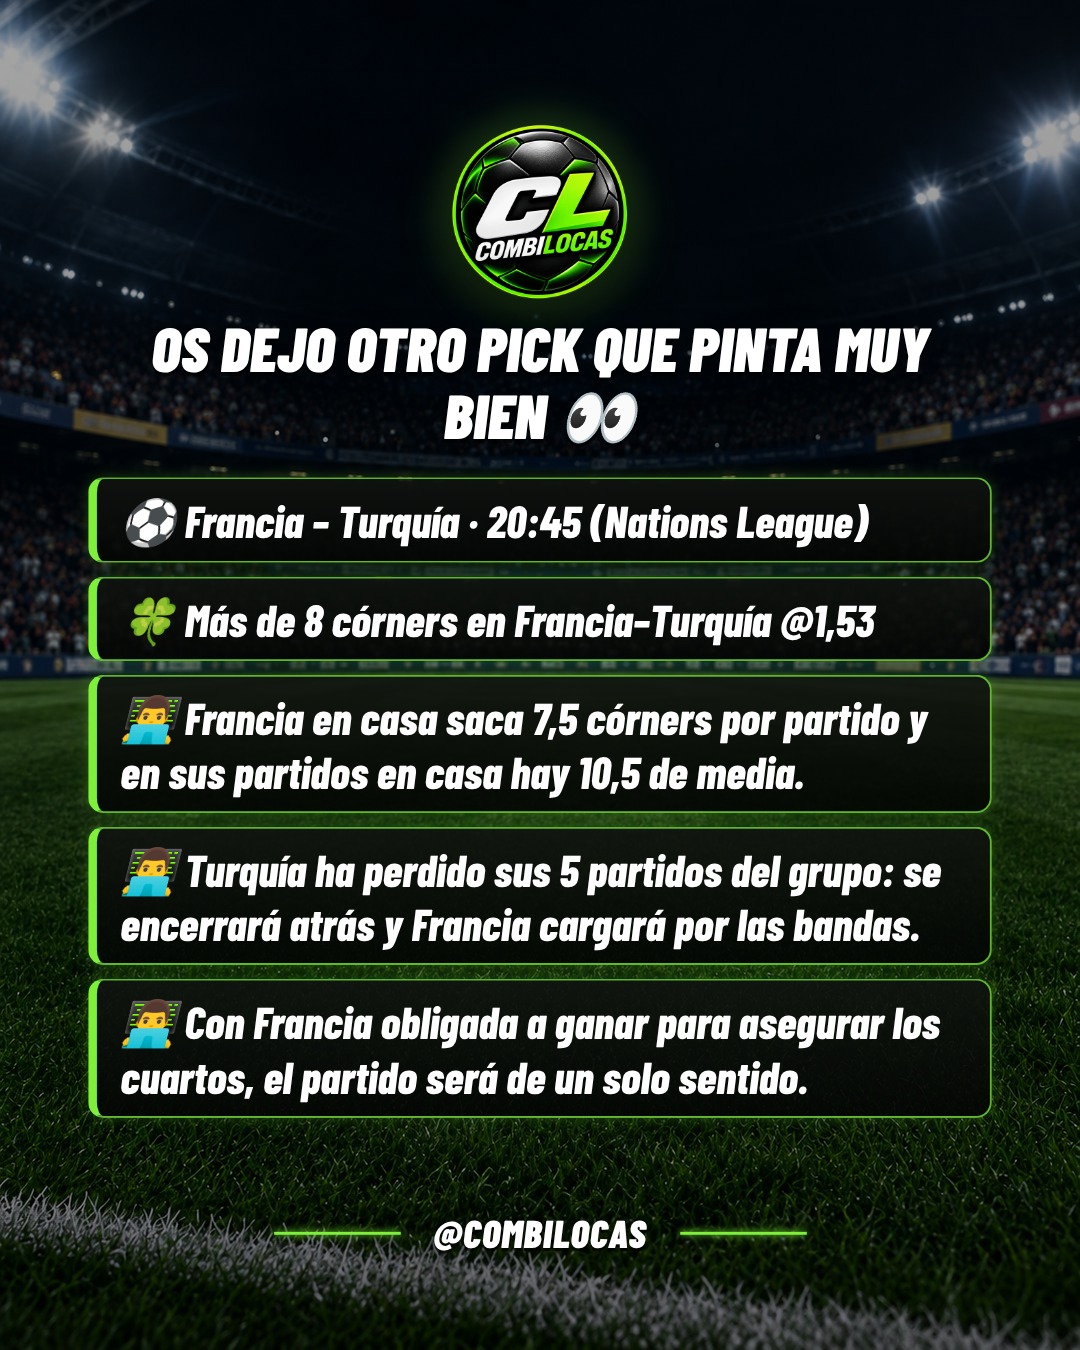 CL
COMBILOCAS
OS DEJO OTRO PICK QUE PINTA MUY
BIEN 👀
⚽ Francia – Turquía · 20:45 (Nations League)
🍀 Más de 8 córners en Francia–Turquía @1,53
👨‍💻 Francia en casa saca 7,5 córners por partido y
en sus partidos en casa hay 10,5 de media.
👨‍💻 Turquía ha perdido sus 5 partidos del grupo: se
encerrará atrás y Francia cargará por las bandas.
👨‍💻 Con Francia obligada a ganar para asegurar los
cuartos, el partido será de un solo sentido.
@COMBILOCAS